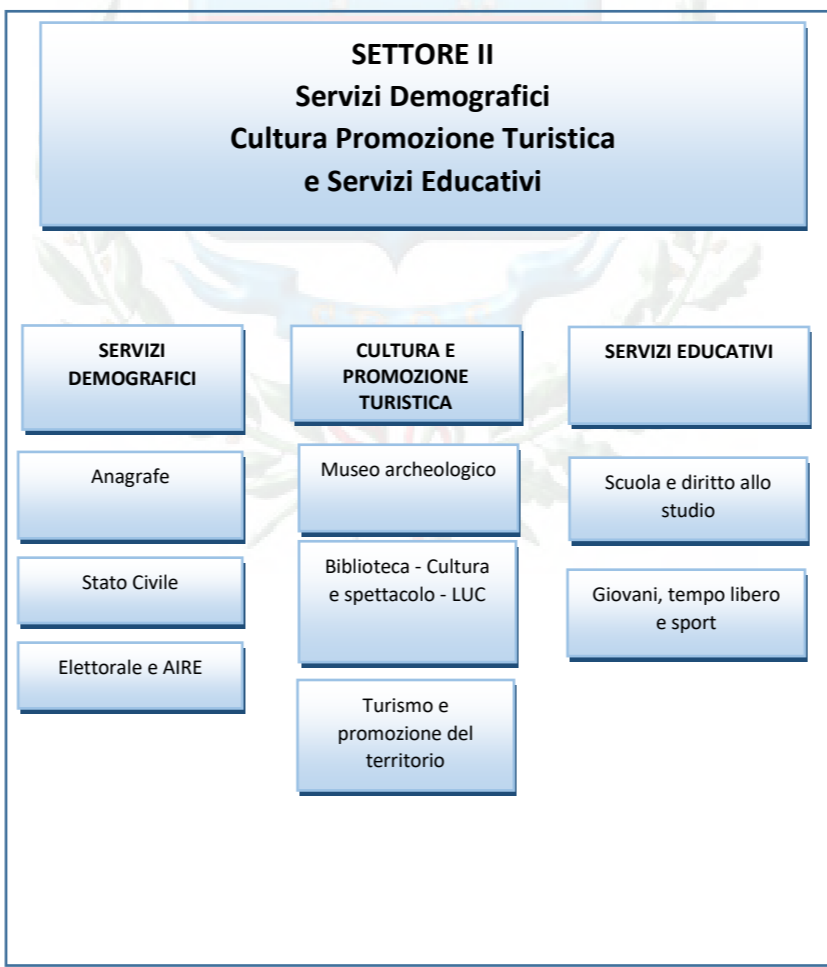 SETTORE II
Servizi Demografici
Cultura Promozione Turistica
e Servizi Educativi
SERVIZI
DEMOGRAFICI
Anagrafe
Stato Civile
Elettorale e AIRE
CULTURA E
PROMOZIONE
TURISTICA
Museo archeologico
Biblioteca - Cultura
e spettacolo - LUC
Turismo e
promozione del
territorio
SERVIZI EDUCATIVI
Scuola e diritto allo
studio
Giovani, tempo libero
e sport